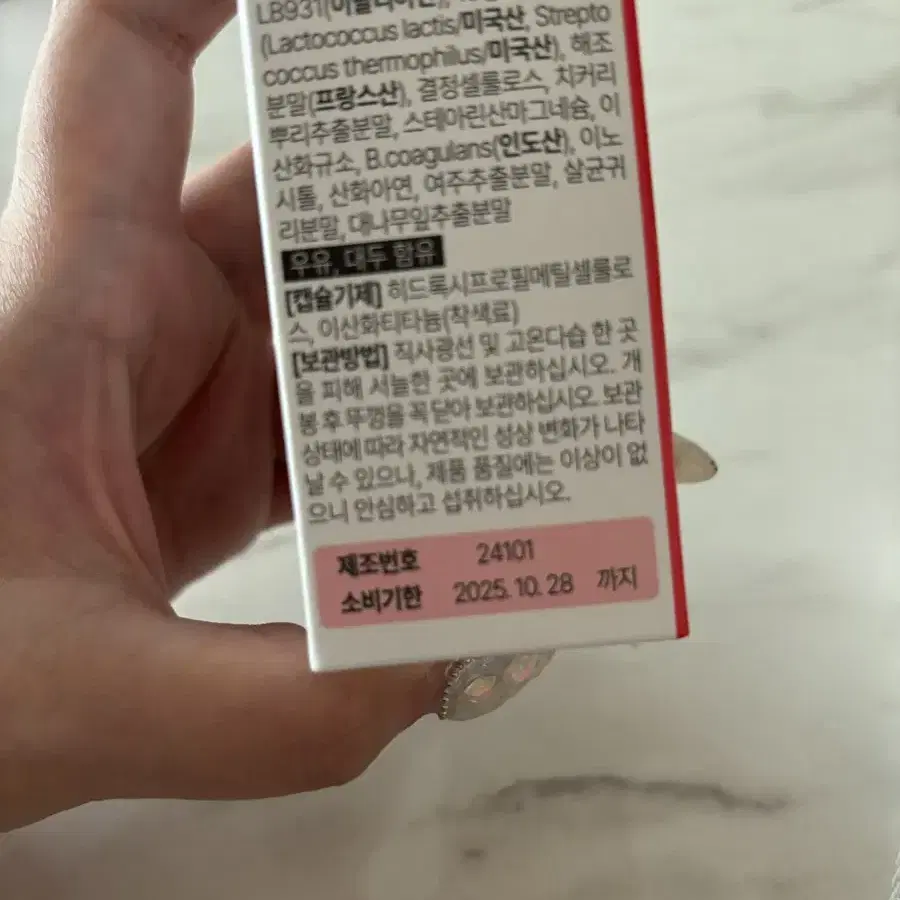 LB931(이탈리아산),
(Lactococcus lactis/미국산, Strepto
coccus thermophilus/미국산), 해조
분말(프랑스산), 결정셀룰로스, 치커리
뿌리추출분말, 스테아린산마그네슘, 이
산화규소, B.coagulans(인도산), 이노
시톨, 산화아연, 여주추출분말, 살균귀
리분말, 대나무잎추출분말
우유, 대두 함유
[캡슐기제] 히드록시프로필메틸셀룰로
스, 이산화티타늄(착색료)
[보관방법] 직사광선 및 고온다습 한 곳
을 피해 서늘한 곳에 보관하십시오. 개
봉 후 뚜껑을 꼭 닫아 보관하십시오. 보관
상태에 따라 자연적인 성상 변화가 나타
날 수 있으나, 제품 품질에는 이상이 없
으니 안심하고 섭취하십시오.
제조번호 24101
소비기한 2025. 10. 28 까지